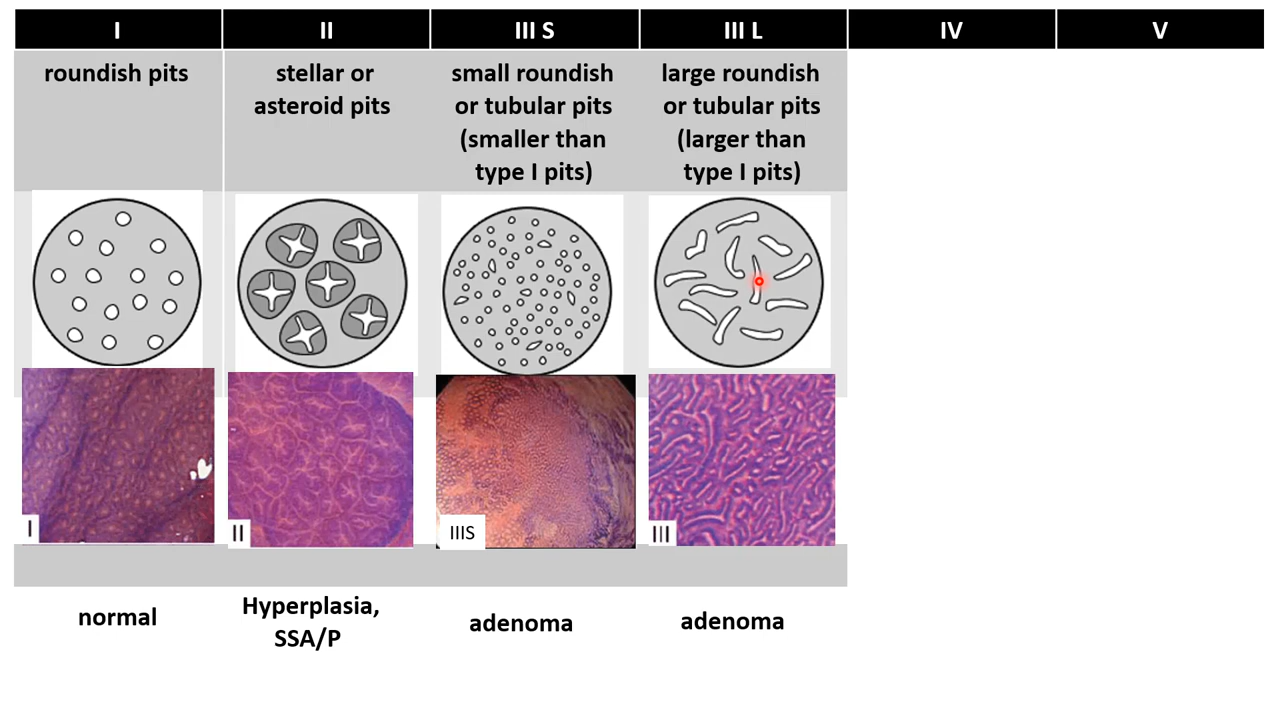 I
II
III S
III L
IV
V
roundish pits
stellar or
asteroid pits
small roundish
or tubular pits
(smaller than
type I pits)
large roundish
or tubular pits
(larger than
type I pits)
I
II
IIIS
III
normal
Hyperplasia,
SSA/P
adenoma
adenoma